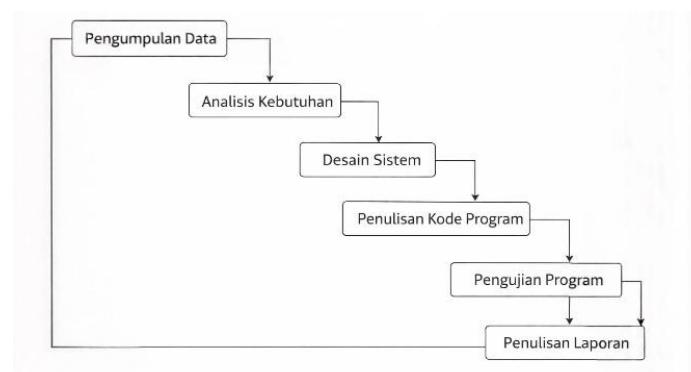 Pengumpulan Data
Analisis Kebutuhan
Desain Sistem
Penulisan Kode Program
Pengujian Program
Penulisan Laporan